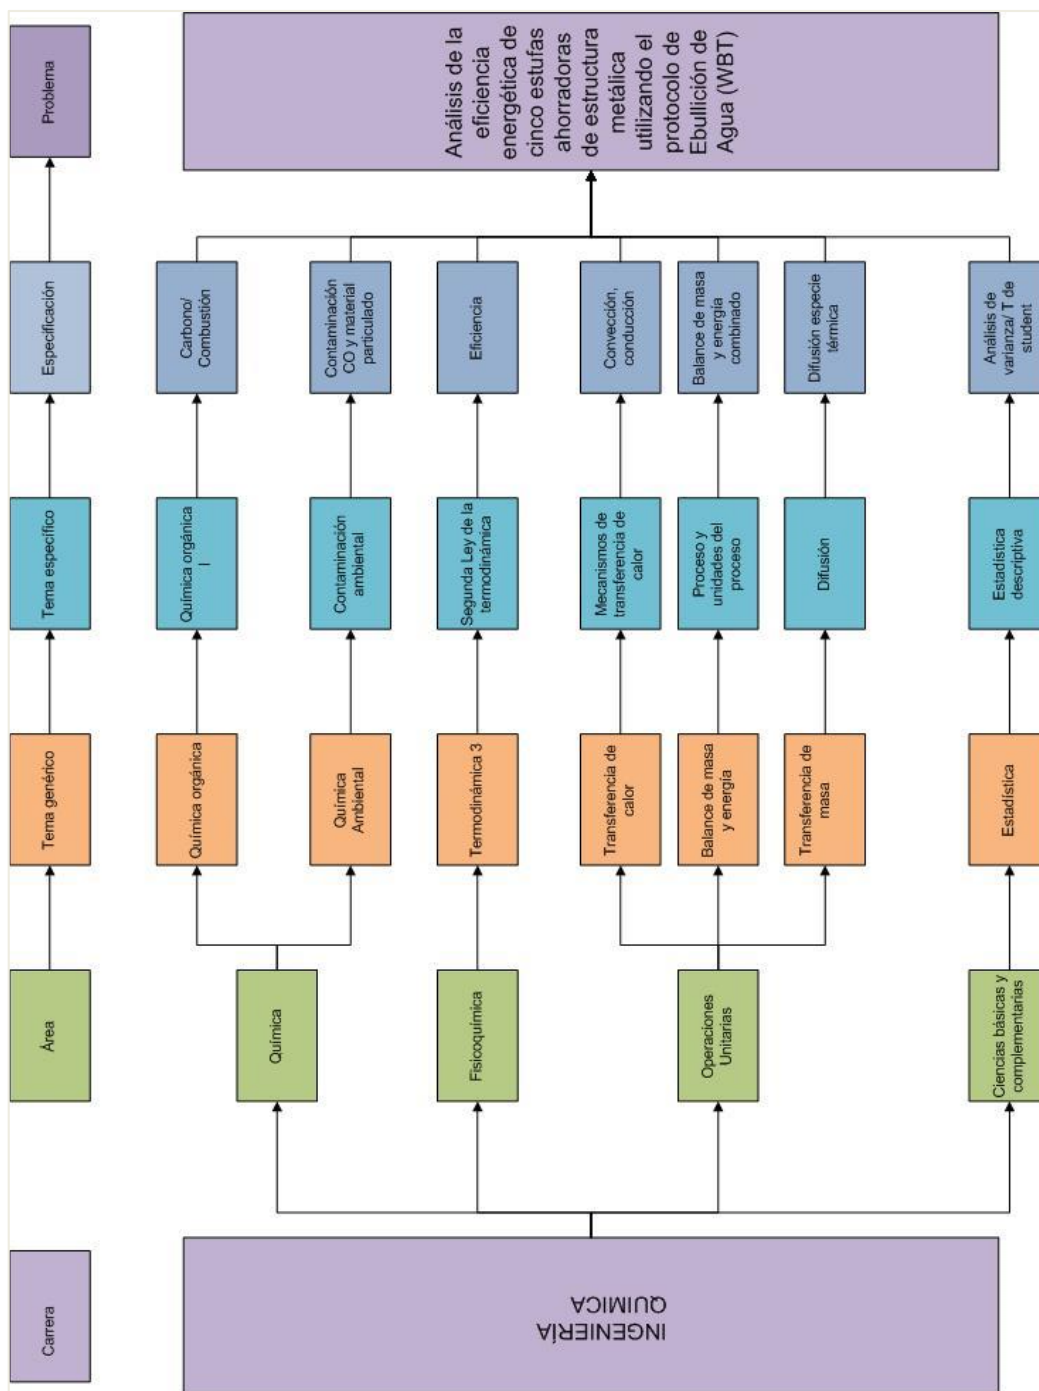 Carrera
Área
Tema genérico
Tema específico
Especificación
Problema
INGENIERÍA
QUIMICA
Química
Química orgánica
Química orgánica
I
Carbono/
Combustión
Química
Ambiental
Contaminación
ambiental
Contaminación
CO y material
particulado
Fisicoquímica
Termodinámica 3
Segunda Ley de la
termodinámica
Eficiencia
Operaciones
Unitarias
Transferencia de
calor
Mecanismos de
transferencia de
calor
Convección,
conducción
Balance de masa
y energía
Proceso y
unidades del
proceso
Balance de masa
y energía
combinado
Transferencia de
masa
Difusión
Difusión especie
térmica
Ciencias básicas y
complementarias
Estadística
Estadística
descriptiva
Análisis de
varianza/ T de
student
Análisis de la
eficiencia
energética de
cinco estufas
ahorradoras
de estructura
metálica
utilizando el
protocolo de
Ebullición de
Agua (WBT)